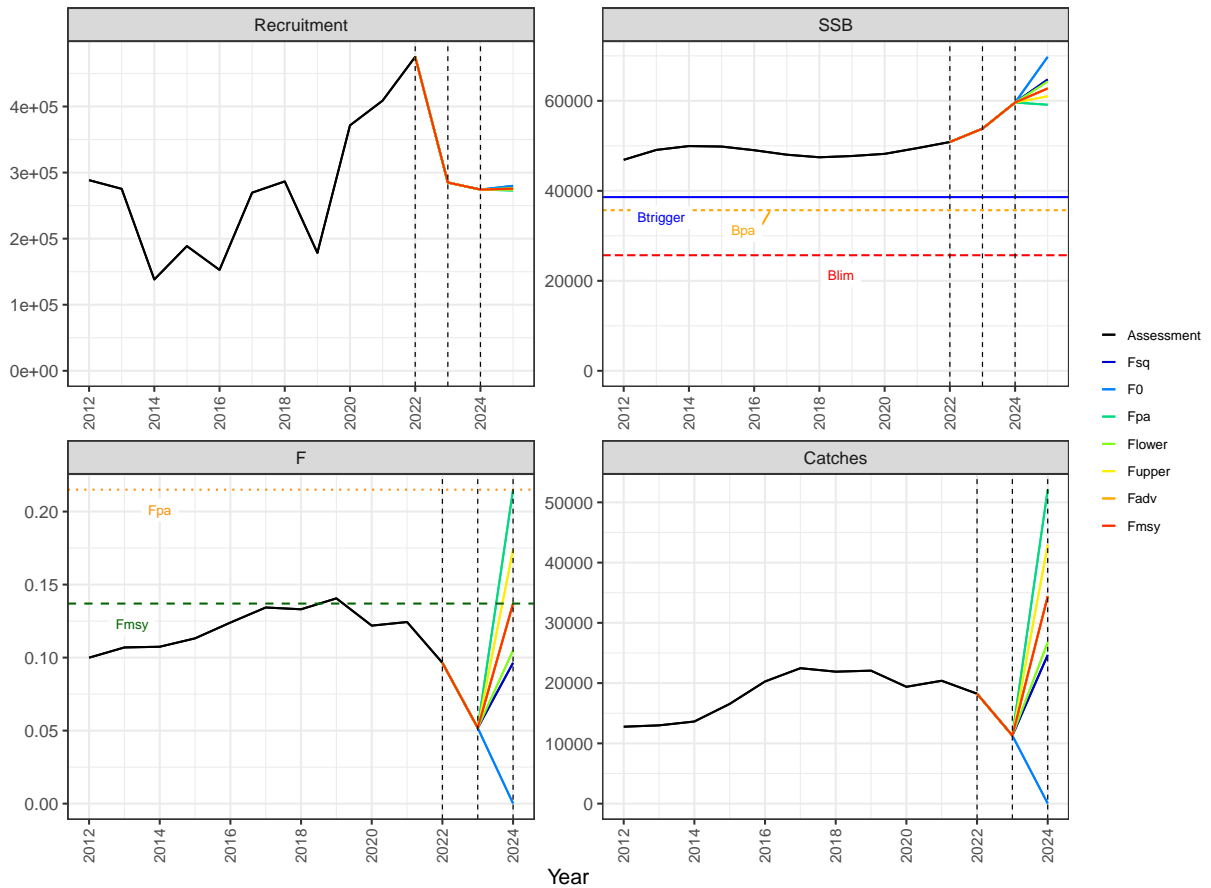 Recruitment
4e+05
3e+05
2e+05
1e+05
0e+00
2012
2014
2016
2018
2020
2022
2024
SSB
60000
40000
20000
0
Btrigger
Bpa
Blim
2012
2014
2016
2018
2020
2022
2024
F
0.20
0.15
0.10
0.05
0.00
Fpa
Fmsy
2012
2014
2016
2018
2020
2022
2024
Catches
50000
40000
30000
20000
10000
0
2012
2014
2016
2018
2020
2022
2024
Year
Assessment
Fsq
F0
Fpa
Flower
Fupper
Fadv
Fmsy